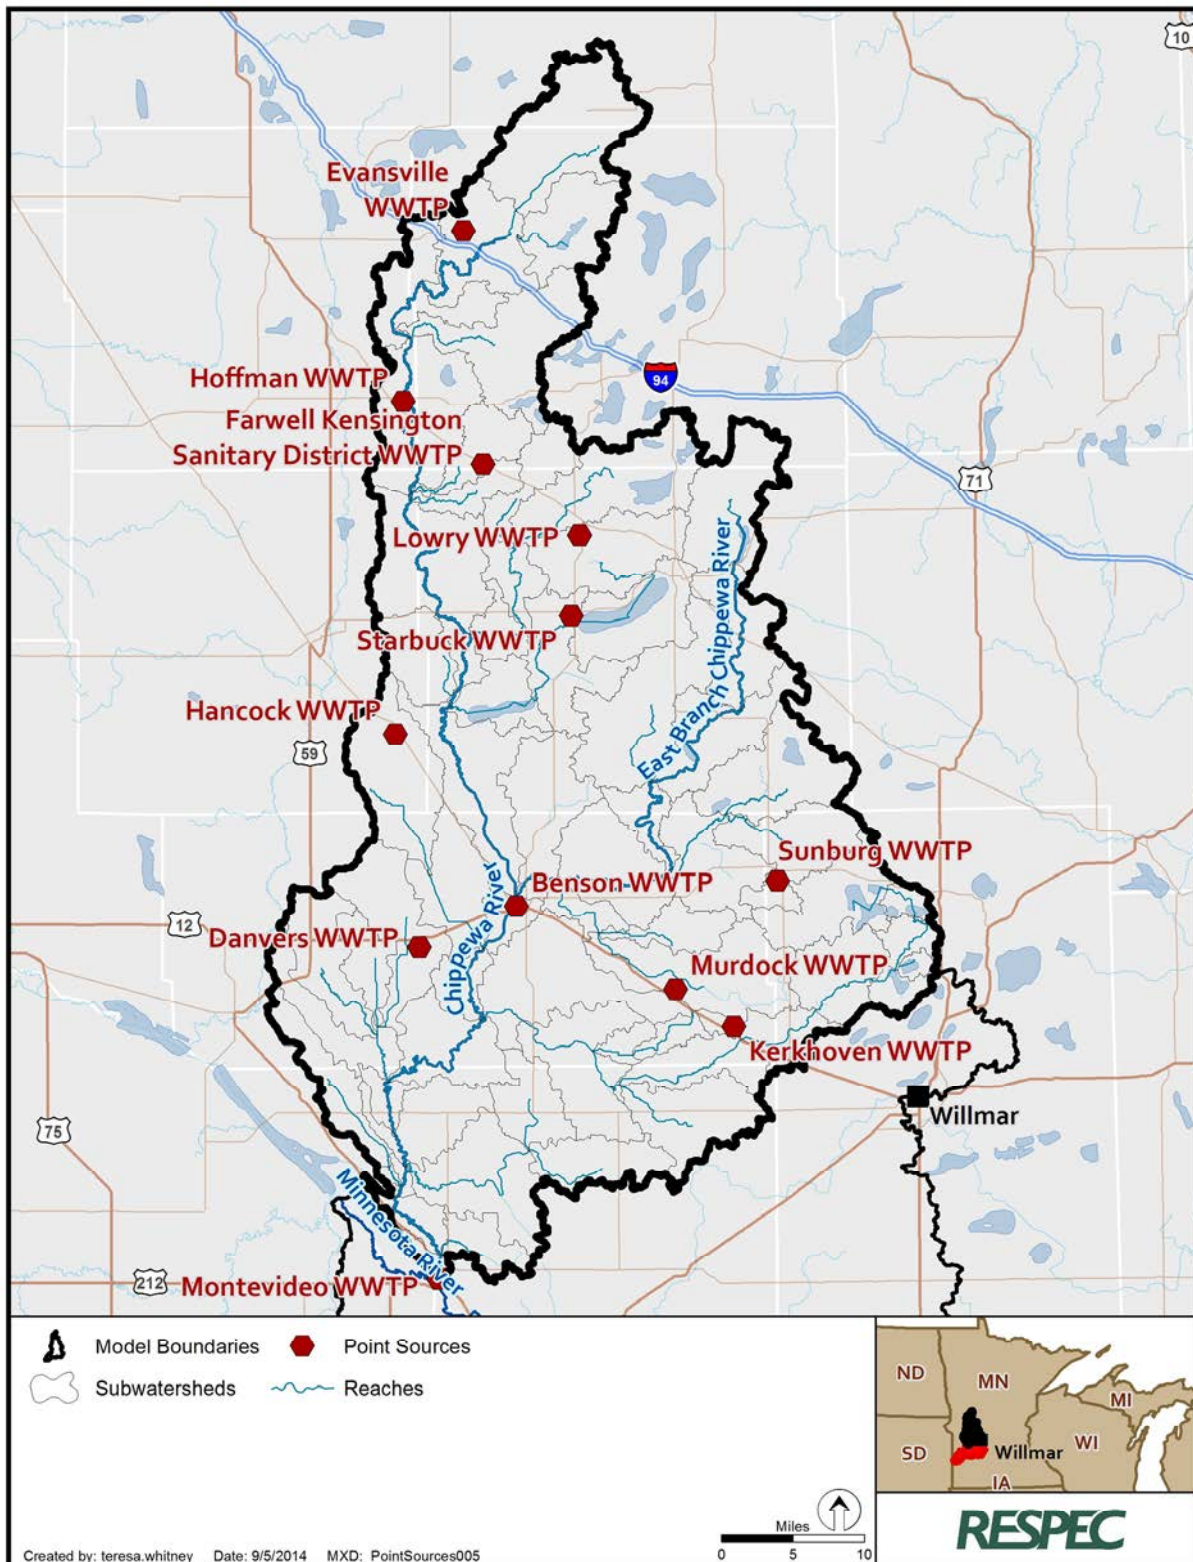 10
Evansville
WWTP
Hoffman WWTP
94
Farwell Kensington
Sanitary District WWTP
71
Lowry WWTP
East Branch Chippewa River
Starbuck WWTP
Hancock WWTP
59
Sunburg WWTP
Benson WWTP
Chippewa River
12
Danvers WWTP
Murdock WWTP
Kerkhoven WWTP
Willmar
75
Minnesota River
212
Montevideo WWTP
Model Boundaries
Point Sources
Subwatersheds
Reaches
ND
MN
MI
SD
WI
Willmar
IA
Miles
0 5 10
RESPEC
Created by: teresa.whitney Date: 9/5/2014 MXD: PointSources005